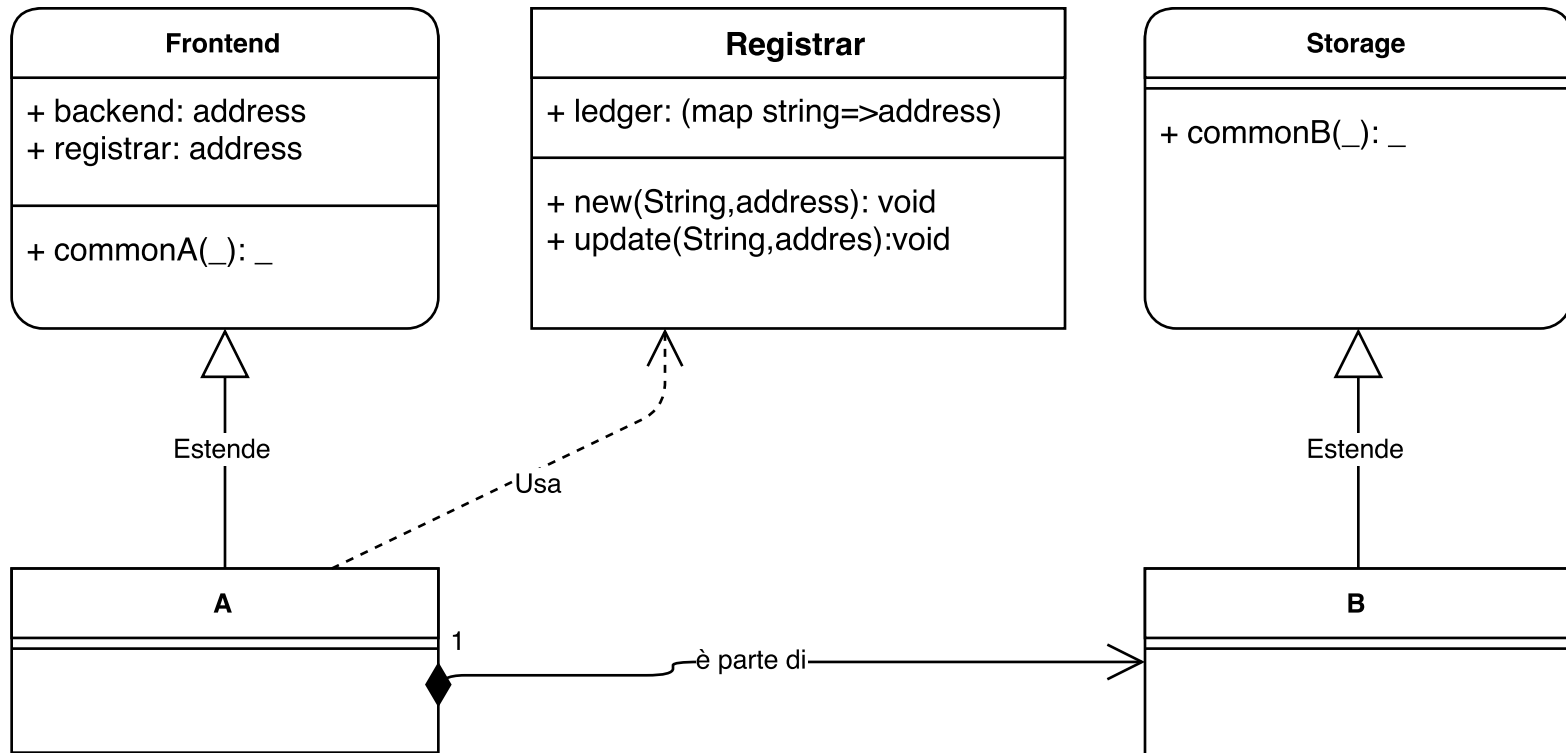 Frontend
+ backend: address
+ registrar: address
+ commonA(_): _
Registrar
+ ledger: (map string=>address)
+ new(String,address): void
+ update(String,addres):void
Storage
+ commonB(_): _
Estende
Usa
Estende
A
1
è parte di
B